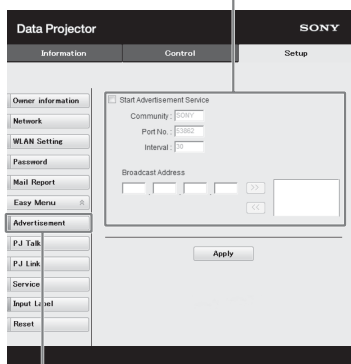 Data Projector
SONY
Information
Control
Setup
Owner information
Network
WLAN Setting
Password
Mail Report
Easy Menu
Advertisement
PJ Talk
PJ Link
Service
Input Label
Reset
Start Advertisement Service
Community: SONY
Port No.: 53862
Interval: 30
Broadcast Address
>>
<<
Apply